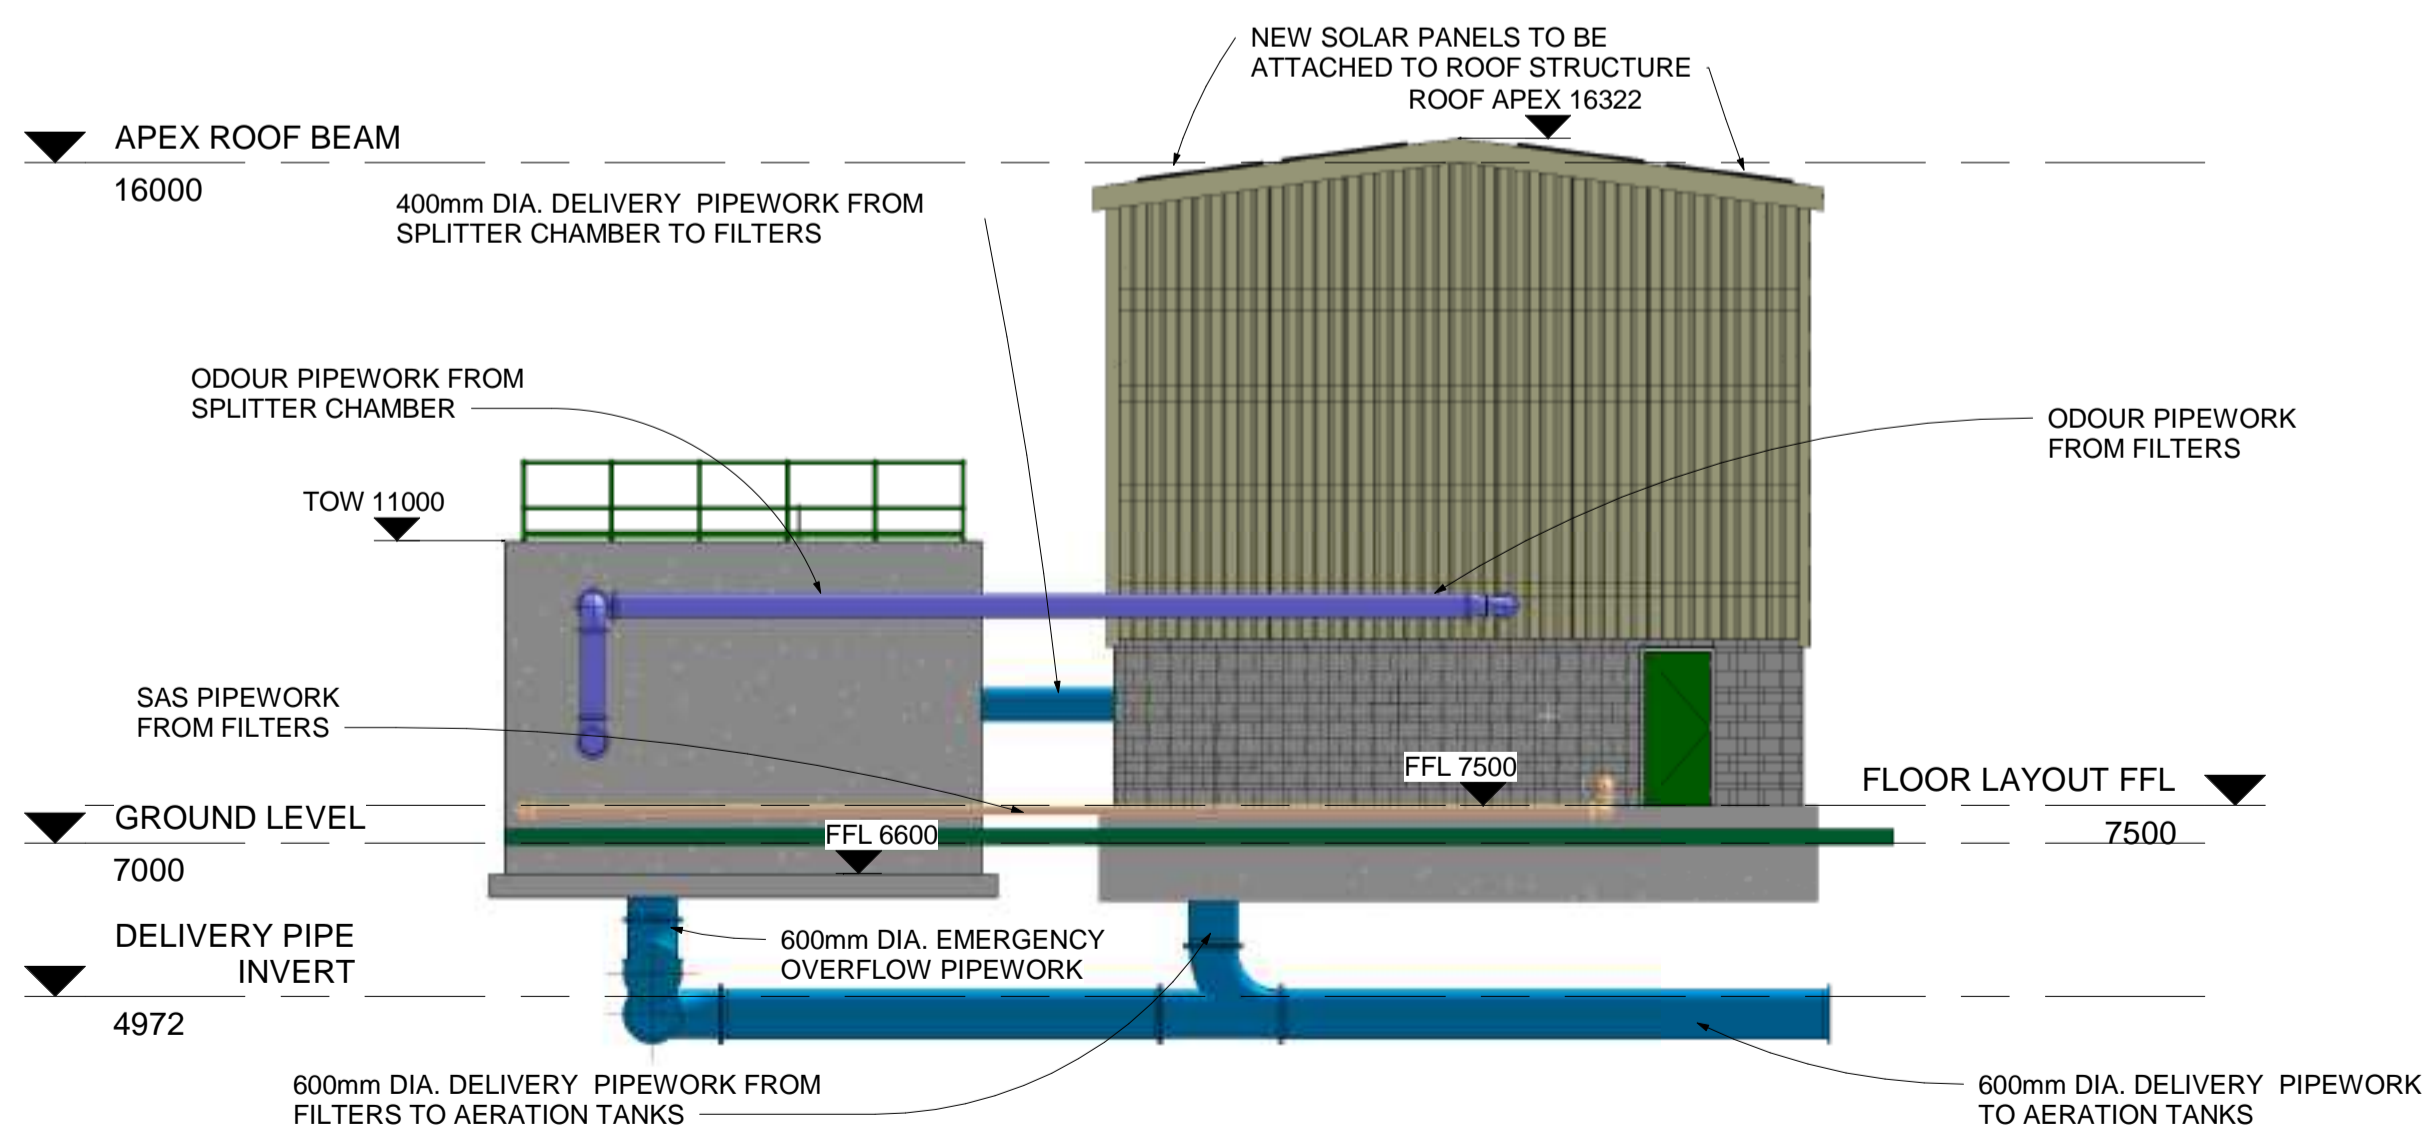 NEW SOLAR PANELS TO BE
ATTACHED TO ROOF STRUCTURE
ROOF APEX 16322
APEX ROOF BEAM
16000
400mm DIA. DELIVERY PIPEWORK FROM
SPLITTER CHAMBER TO FILTERS
ODOUR PIPEWORK FROM
SPLITTER CHAMBER
ODOUR PIPEWORK
FROM FILTERS
TOW 11000
SAS PIPEWORK
FROM FILTERS
FFL 7500
FLOOR LAYOUT FFL
7500
GROUND LEVEL
7000
FFL 6600
DELIVERY PIPE
INVERT
4972
600mm DIA. EMERGENCY
OVERFLOW PIPEWORK
600mm DIA. DELIVERY PIPEWORK FROM
FILTERS TO AERATION TANKS
600mm DIA. DELIVERY PIPEWORK
TO AERATION TANKS